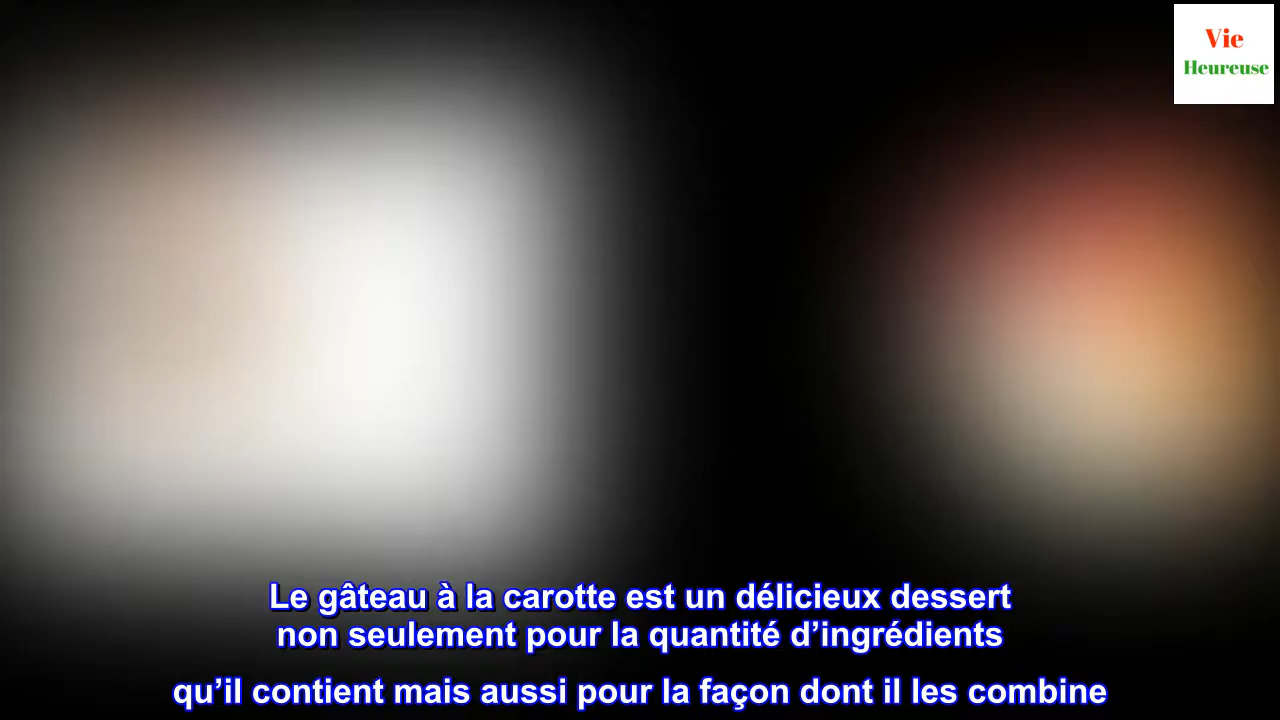 Vie
Heureuse
Le gâteau à la carotte est un délicieux dessert
non seulement pour la quantité d’ingrédients
qu’il contient mais aussi pour la façon dont il les combine